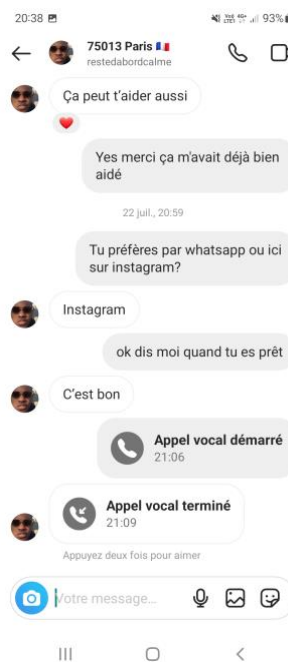 20:38
93%
75013 Paris 🇫🇷
restedabordcalme
Ça peut t'aider aussi
❤️
Yes merci ça m'avait déjà bien
aidé
22 juil., 20:59
Tu préfères par whatsapp ou ici
sur instagram?
Instagram
ok dis moi quand tu es prêt
C'est bon
Appel vocal démarré
21:06
Appel vocal terminé
21:09
Appuyez deux fois pour aimer
Votre message...